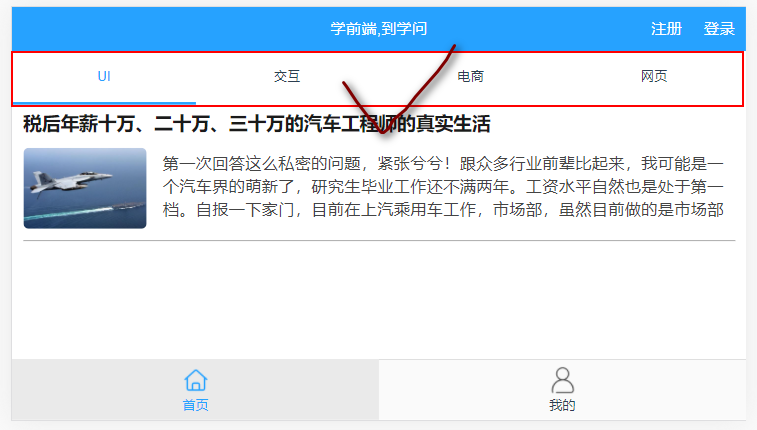 学前端,到学问 注册 登录
UI 交互 电商 网页
税后年薪十万、二十万、三十万的汽车工程师的真实生活
第一次回答这么私密的问题，紧张兮兮！跟众多行业前辈比起来，我可能是一
个汽车界的萌新了，研究生毕业工作还不满两年。工资水平自然也是处于第一
档。自报一下家门，目前在上汽乘用车工作，市场部，虽然目前做的是市场部
首页 我的